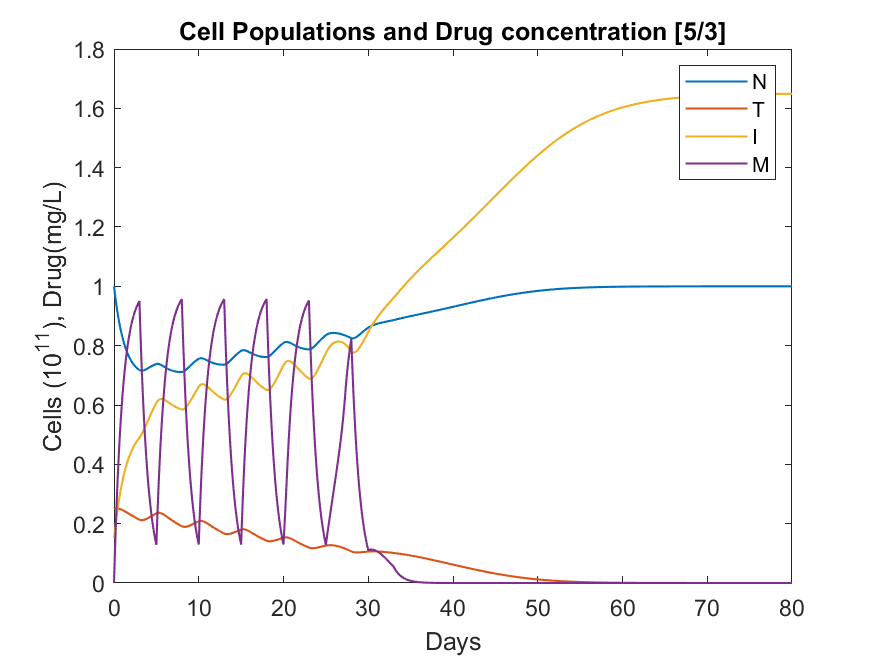 Cell Populations and Drug concentration [5/3]
Cells (10^11), Drug(mg/L)
1.8
1.6
1.4
1.2
1
0.8
0.6
0.4
0.2
0
N
T
I
M
0 10 20 30 40 50 60 70 80
Days